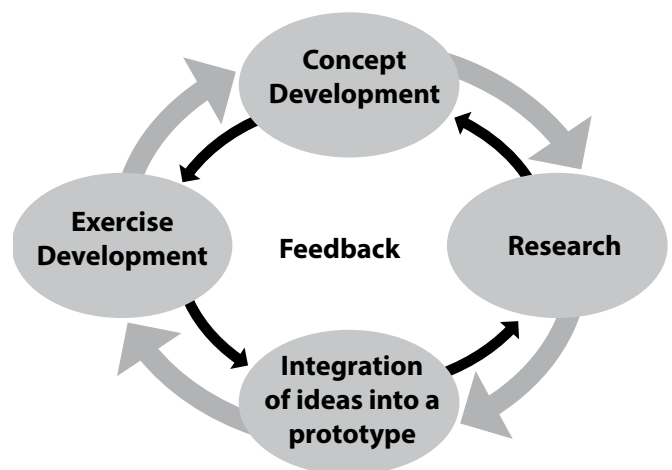 Concept
Development
Exercise
Development
Feedback
Research
Integration
of ideas into a
prototype